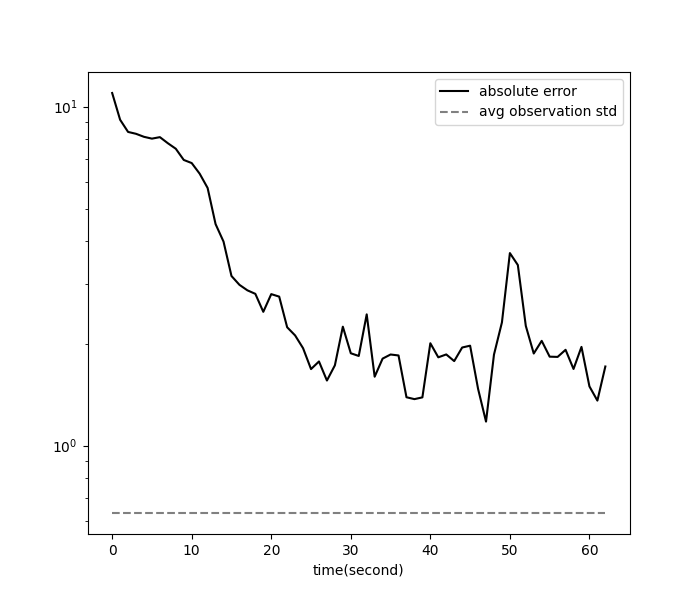 absolute error
avg observation std
10¹
10⁰
0 10 20 30 40 50 60
time(second)